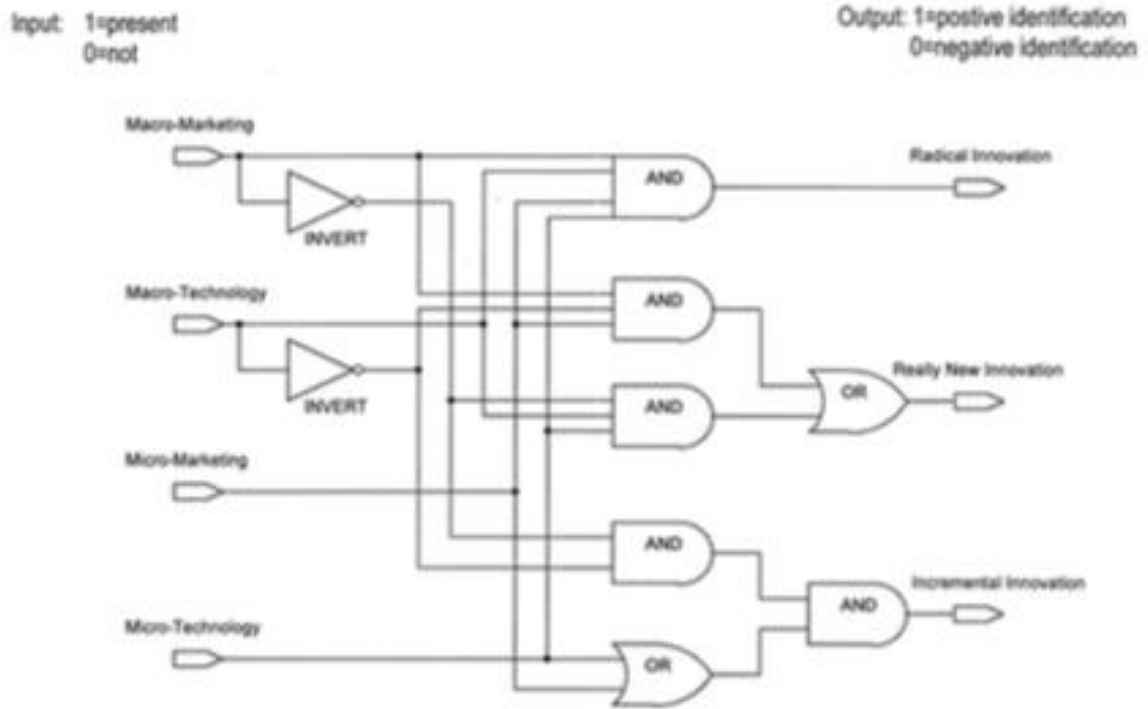 Input: 1=present
0=not
Output: 1=postive identification
0=negative identification
Macro-Marketing
Radical Innovation
AND
INVERT
Macro-Technology
AND
INVERT
Really New Innovation
OR
AND
Micro-Marketing
AND
Incremental Innovation
AND
Micro-Technology
OR